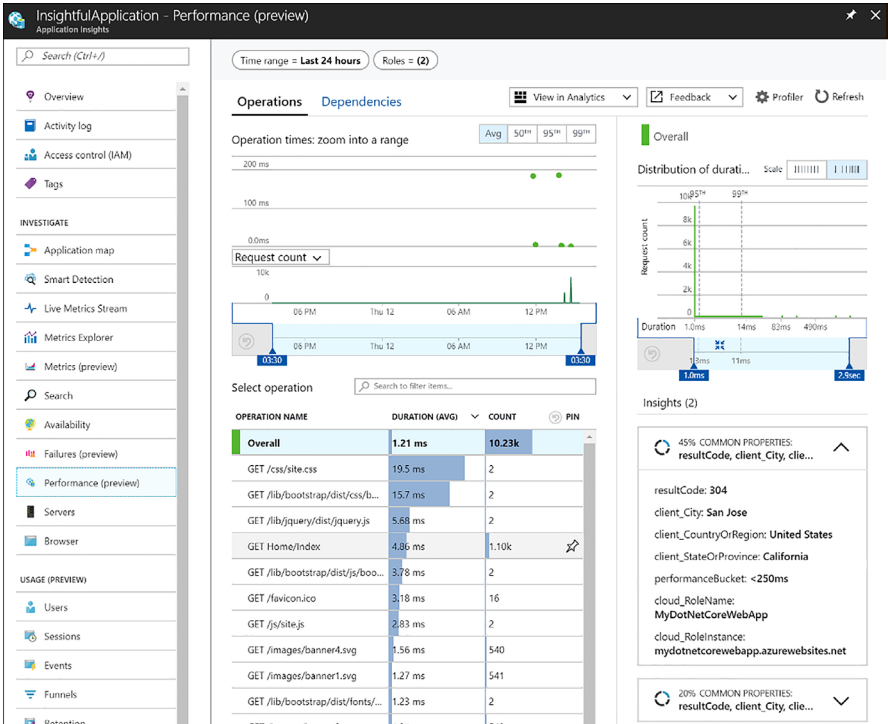 InsightfulApplication - Performance (preview)
Application Insights
Search (Ctrl+/)
Overview
Activity log
Access control (IAM)
Tags
INVESTIGATE
Application map
Smart Detection
Live Metrics Stream
Metrics Explorer
Metrics (preview)
Search
Availability
Failures (preview)
Performance (preview)
Servers
Browser
USAGE (PREVIEW)
Users
Sessions
Events
Funnels
Retention
Time range = Last 24 hours
Roles = (2)
Operations Dependencies
View in Analytics
Feedback
Profiler
Refresh
Operation times: zoom into a range
Avg 50TH 95TH 99TH
200 ms
100 ms
0.0ms
Request count
10k
0
06 PM Thu 12 06 AM 12 PM
06 PM Thu 12 06 AM 12 PM
03:30 03:30
Select operation
Search to filter items...
OPERATION NAME DURATION (AVG) COUNT PIN
Overall 1.21 ms 10.23k
GET /css/site.css 19.5 ms 2
GET /lib/bootstrap/dist/css/b... 15.7 ms 2
GET /lib/jquery/dist/jquery.js 5.68 ms 2
GET Home/Index 4.86 ms 1.10k
GET /lib/bootstrap/dist/js/boo... 3.78 ms 2
GET /favicon.ico 3.18 ms 16
GET /js/site.js 2.83 ms 2
GET /images/banner4.svg 1.56 ms 540
GET /images/banner1.svg 1.27 ms 541
GET /lib/bootstrap/dist/fonts/... 1.23 ms 2
Overall
Distribution of durati... Scale
10k 95TH 99TH
8k
6k
4k
2k
0
Request count
Duration 1.0ms 14ms 83ms 490ms
1.3ms 11ms
1.0ms 2.9sec
Insights (2)
45% COMMON PROPERTIES:
resultCode, client_City, clie...
resultCode: 304
client_City: San Jose
client_CountryOrRegion: United States
client_StateOrProvince: California
performanceBucket: <250ms
cloud_RoleName:
MyDotNetCoreWebApp
cloud_RoleInstance:
mydotnetcorewebapp.azurewebsites.net
20% COMMON PROPERTIES:
resultCode, client_City, clie...